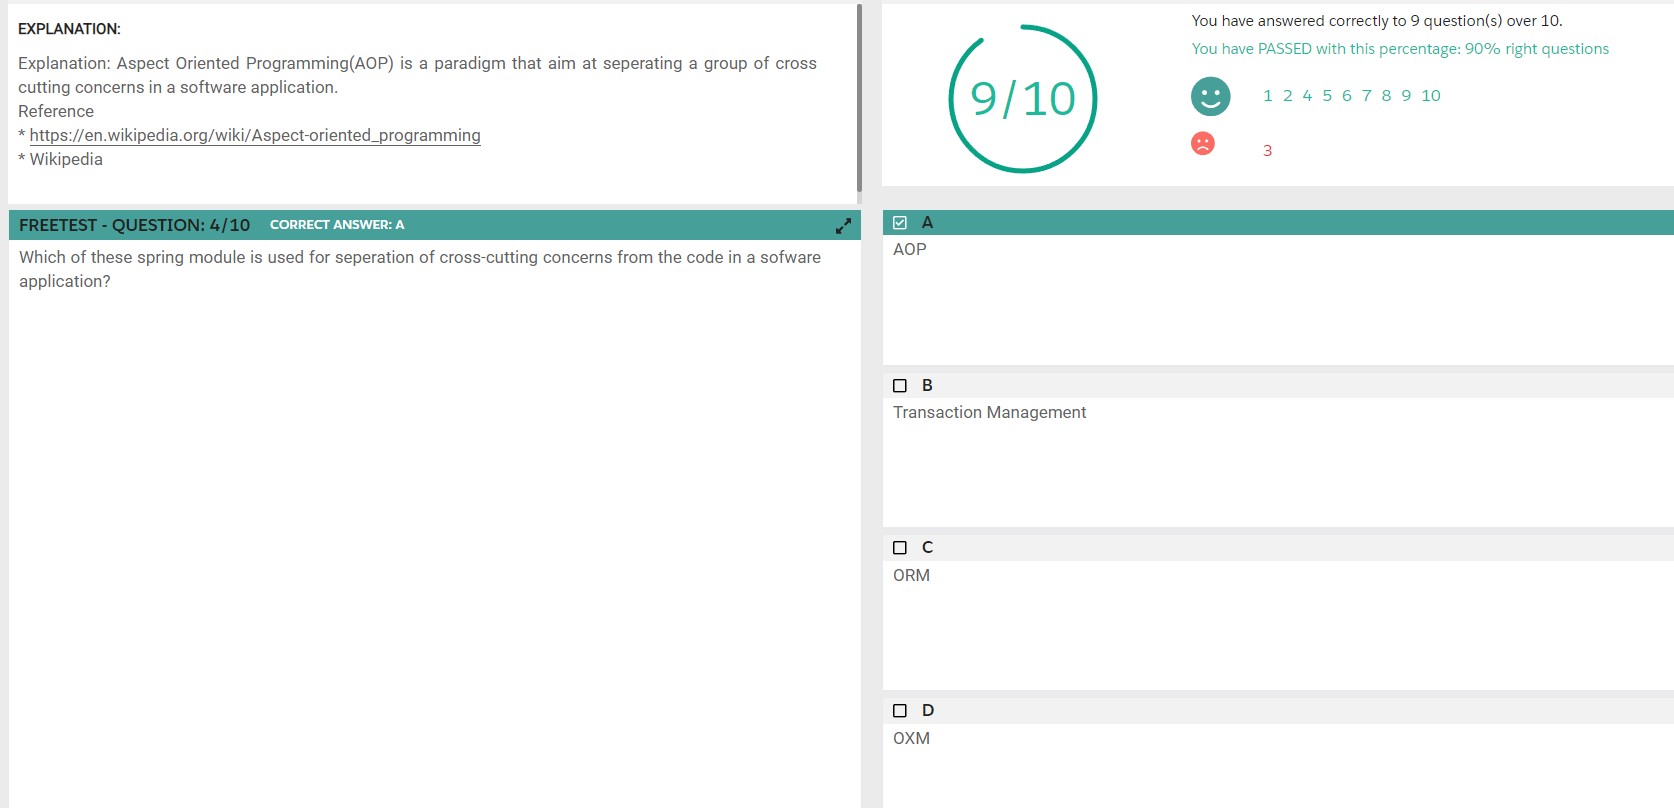 EXPLANATION:
Explanation: Aspect Oriented Programming(AOP) is a paradigm that aim at seperating a group of cross
cutting concerns in a software application.
Reference
* https://en.wikipedia.org/wiki/Aspect-oriented_programming
* Wikipedia
9/10
You have answered correctly to 9 question(s) over 10.
You have PASSED with this percentage: 90% right questions
1 2 4 5 6 7 8 9 10
3
FREETEST - QUESTION: 4/10 CORRECT ANSWER: A
Which of these spring module is used for seperation of cross-cutting concerns from the code in a sofware
application?
A
AOP
B
Transaction Management
C
ORM
D
OXM